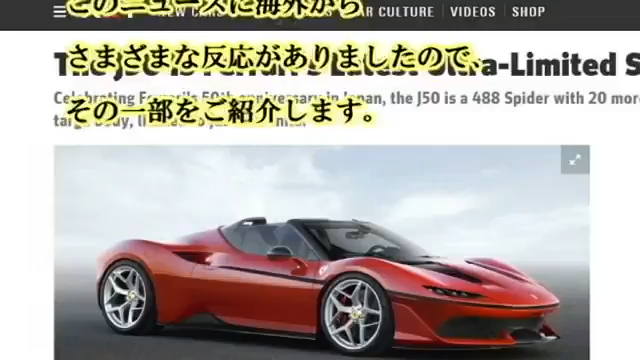 このニュースに海外から
CAR CULTURE VIDEOS SHOP
さまざまな反応がありましたので、
Celebrating Ferrari's 50th anniversary in Japan, the J50 is a 488 Spider with 20 more
その一部をご紹介します。